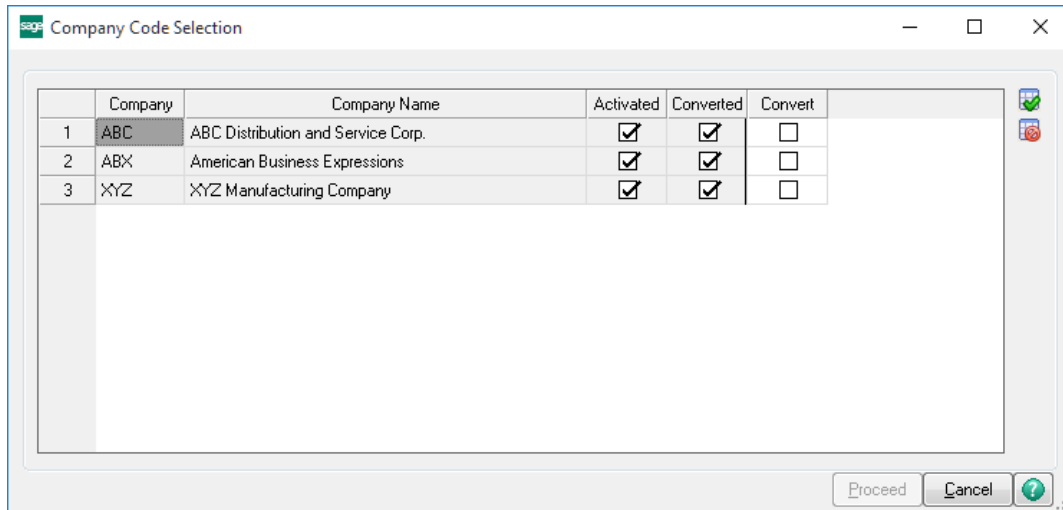 sage Company Code Selection
Company Company Name Activated Converted Convert
1 ABC ABC Distribution and Service Corp.
2 ABX American Business Expressions
3 XYZ XYZ Manufacturing Company
Proceed Cancel ?